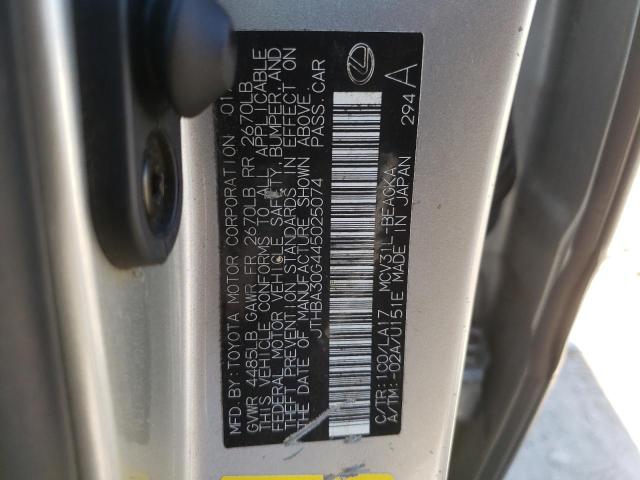 MFD. BY: TOYOTA MOTOR CORPORATION 01
GVWR 4485LB GAWR FR 2670LB RR 2670LB
THIS VEHICLE CONFORMS TO ALL APPLICABLE
FEDERAL MOTOR VEHICLE SAFETY, BUMPER, AND
THEFT PREVENTION STANDARDS IN EFFECT ON
THE DATE OF MANUFACTURE SHOWN ABOVE.
JTHBA30G445025074 PASS. CAR
C/TR: 1C0/LA17 MCV31L-BEAGKA
A/TM: -02A/U151E MADE IN JAPAN 294 A